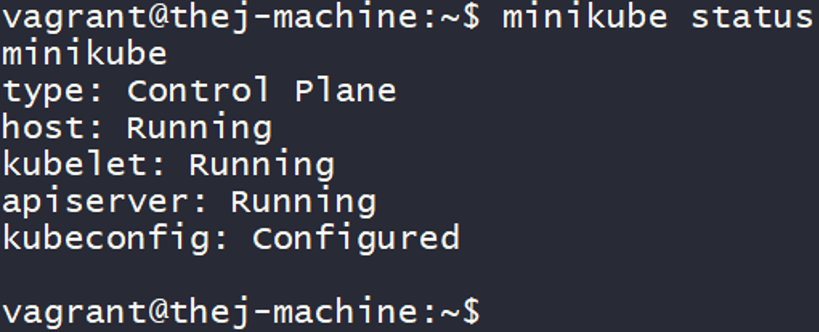 vagrant@thej-machine:~$ minikube status
minikube
type: Control Plane
host: Running
kubelet: Running
apiserver: Running
kubeconfig: Configured
vagrant@thej-machine:~$